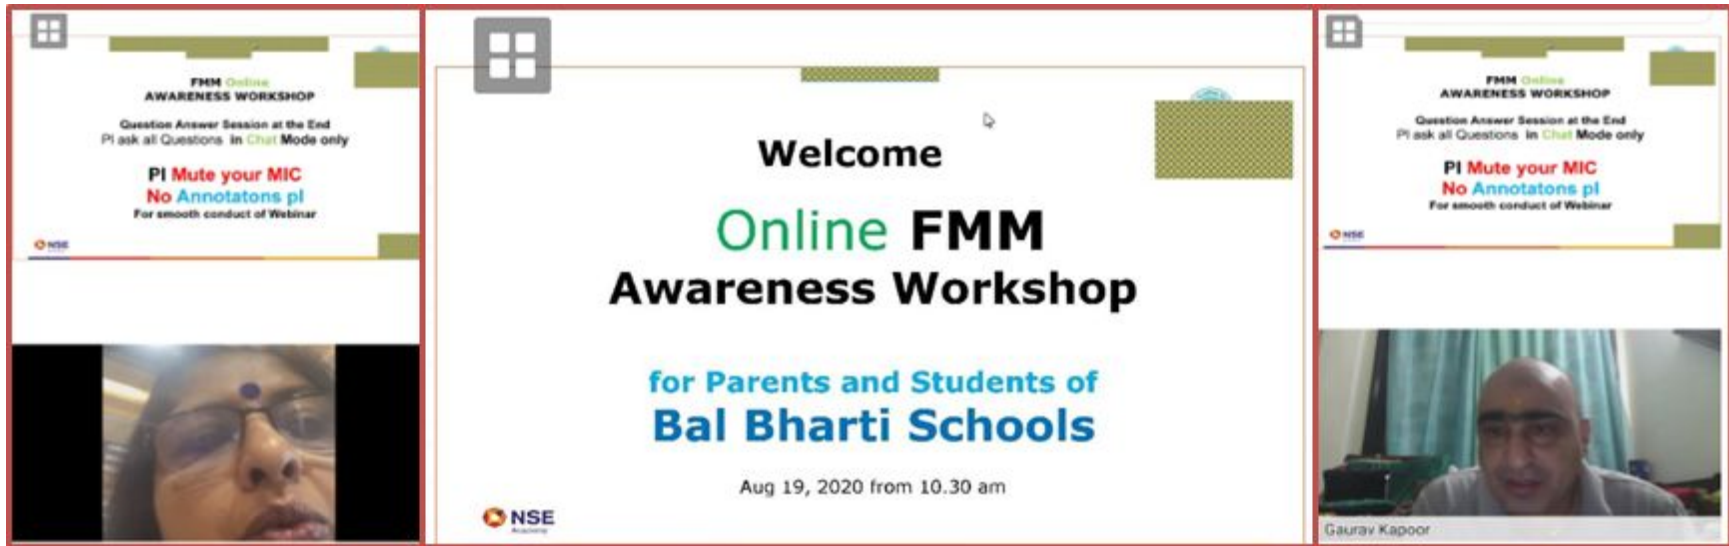 FMM Online
AWARENESS WORKSHOP
Question Answer Session at the End
Pl ask all Questions in Chat Mode only
Pl Mute your MIC
No Annotatons pl
For smooth conduct of Webinar
NSE
Welcome
Online FMM
Awareness Workshop
for Parents and Students of
Bal Bharti Schools
Aug 19, 2020 from 10.30 am
NSE
Academy
FMM Online
AWARENESS WORKSHOP
Question Answer Session at the End
Pl ask all Questions in Chat Mode only
Pl Mute your MIC
No Annotatons pl
For smooth conduct of Webinar
NSE
Gaurav Kapoor